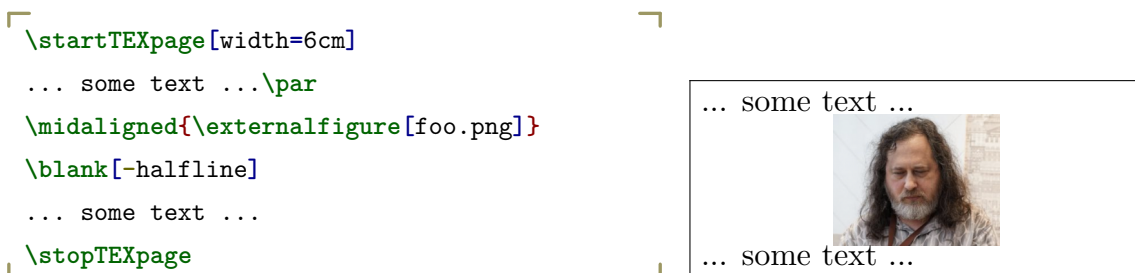 \startTEXpage[width=6cm]
... some text ...\par
\midaligned{\externalfigure[foo.png]}
\blank[-halfline]
... some text ...
\stopTEXpage
... some text ...
... some text ...